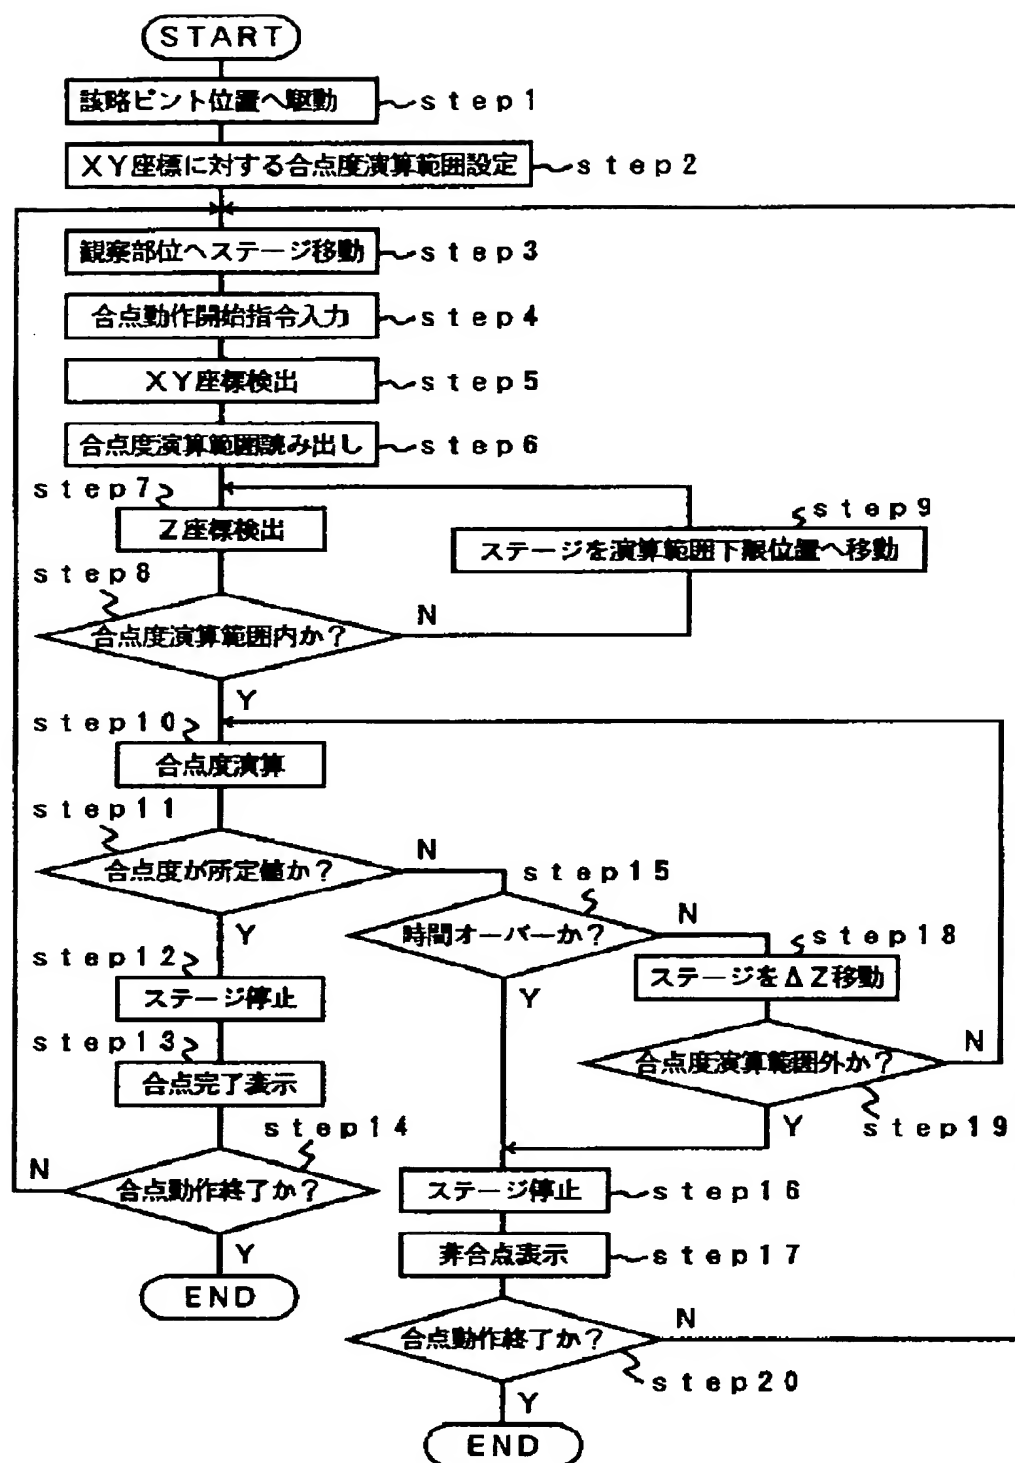 START
該略ピント位置へ駆動 step1
XY座標に対する合点度演算範囲設定 step2
観察部位へステージ移動 step3
合点動作開始指令入力 step4
XY座標検出 step5
合点度演算範囲読み出し step6
step7
Z座標検出
step9
ステージを演算範囲下限位置へ移動
step8
合点度演算範囲内か?
N
Y
step10
合点度演算
step11
合点度が所定値か?
N
Y
step15
時間オーバーか?
N
Y
step18
ステージをΔZ移動
合点度演算範囲外か?
N
Y
step19
step12
ステージ停止
step13
合点完了表示
step14
合点動作終了か?
N
Y
END
ステージ停止 step16
非合点表示 step17
合点動作終了か?
N
step20
Y
END